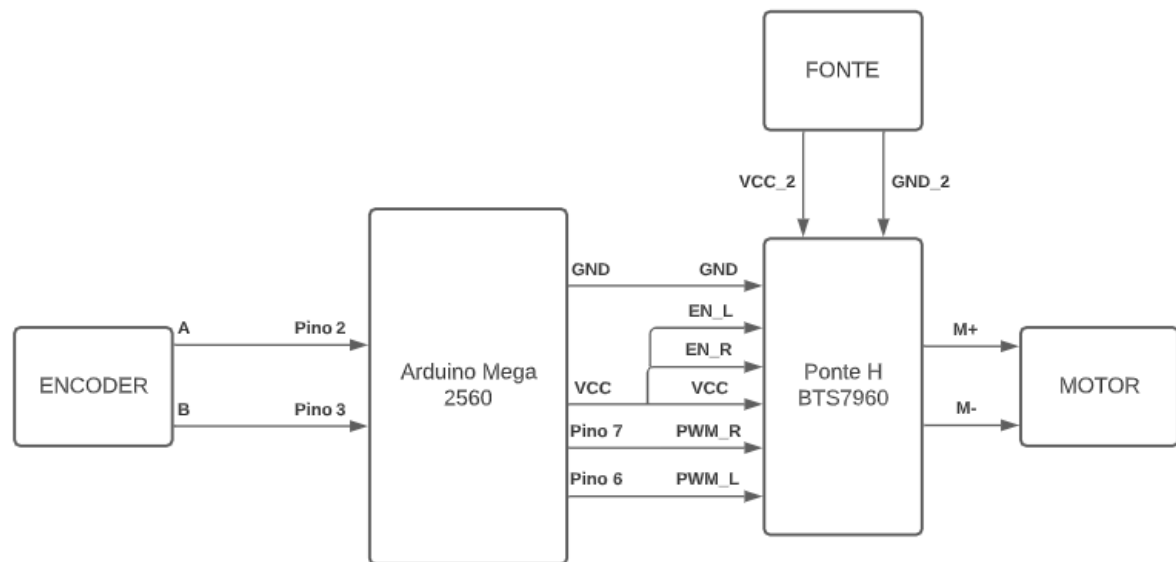 FONTE
VCC_2
GND_2
GND
GND
EN_L
A
Pino 2
EN_R
M+
ENCODER
Arduino Mega
2560
Ponte H
BTS7960
MOTOR
VCC
VCC
B
Pino 3
M-
Pino 7
PWM_R
Pino 6
PWM_L